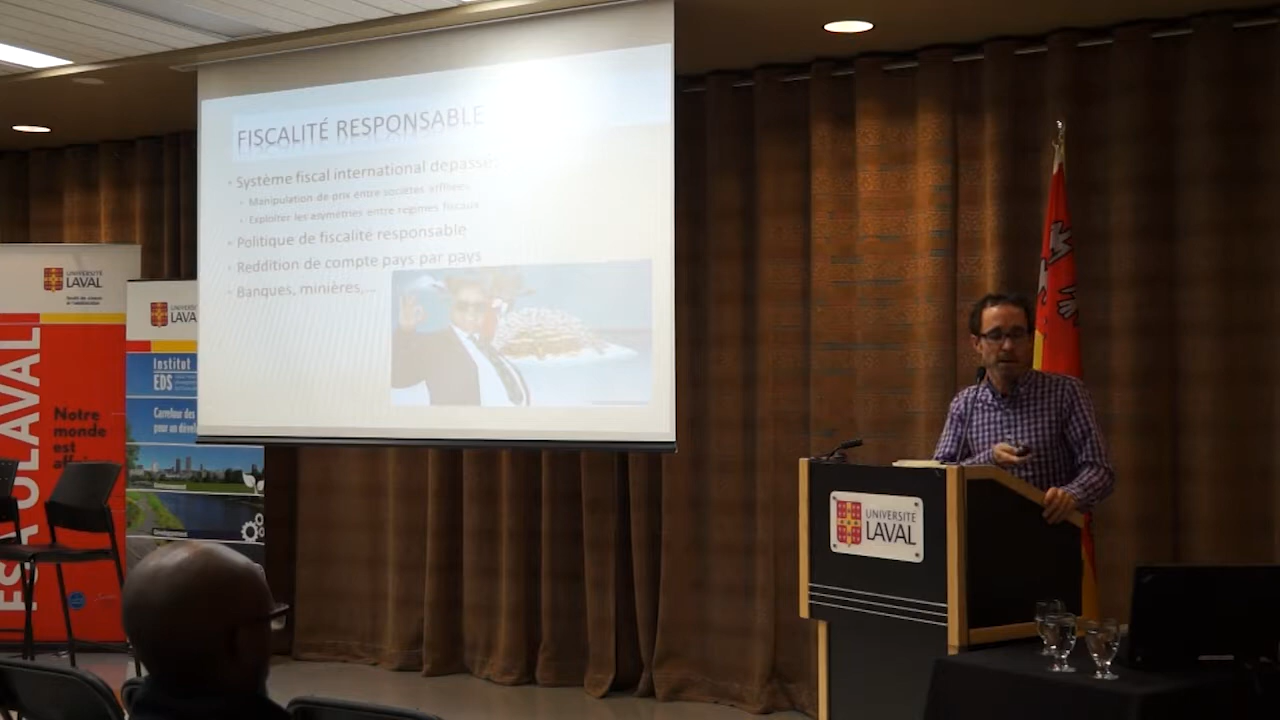 FISCALITÉ RESPONSABLE
Système fiscal international dépassé
Manipulation de prix entre sociétés affiliées
Exploiter les asymétries entre régimes fiscaux
Politique de fiscalité responsable
Reddition de compte pays par pays
Banques, minières,...
UNIVERSITÉ
LAVAL
FSA ULAVAL
Notre
monde
est
UNIVERSITÉ
LAVAL
Institut
EDS
Carrefour des
UNIVERSITÉ
LAVAL